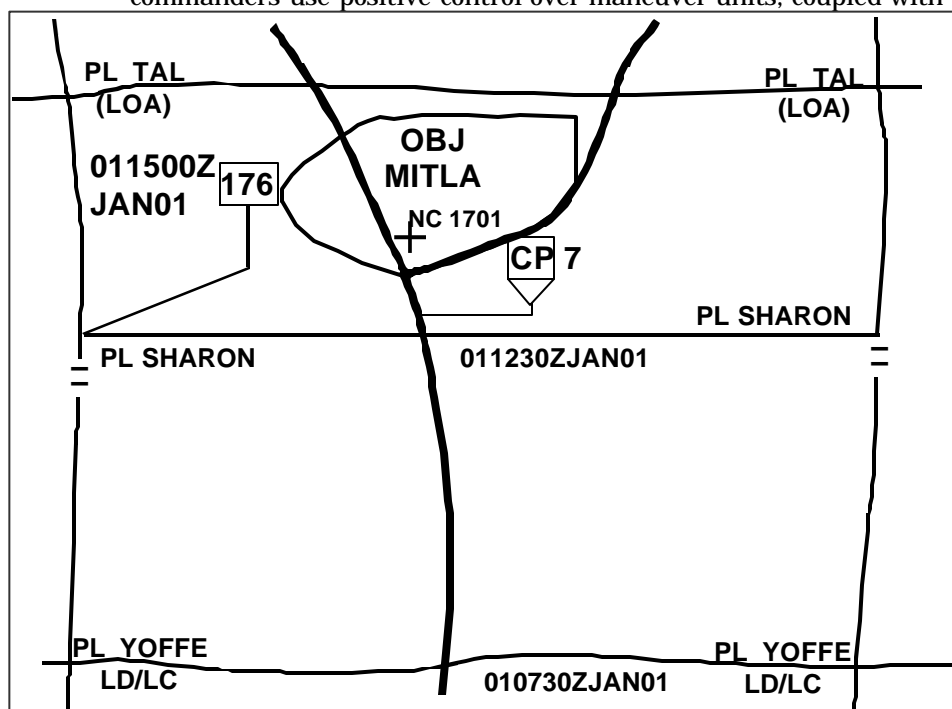 commanders use positive control over maneuver units, coupled with
PL TAL
(LOA)
PL TAL
(LOA)
OBJ
MITLA
011500Z
JAN01
176
NC 1701
CP 7
PL SHARON
PL SHARON
011230ZJAN01
PL YOFFE
LD/LC
010730ZJAN01
PL YOFFE
LD/LC